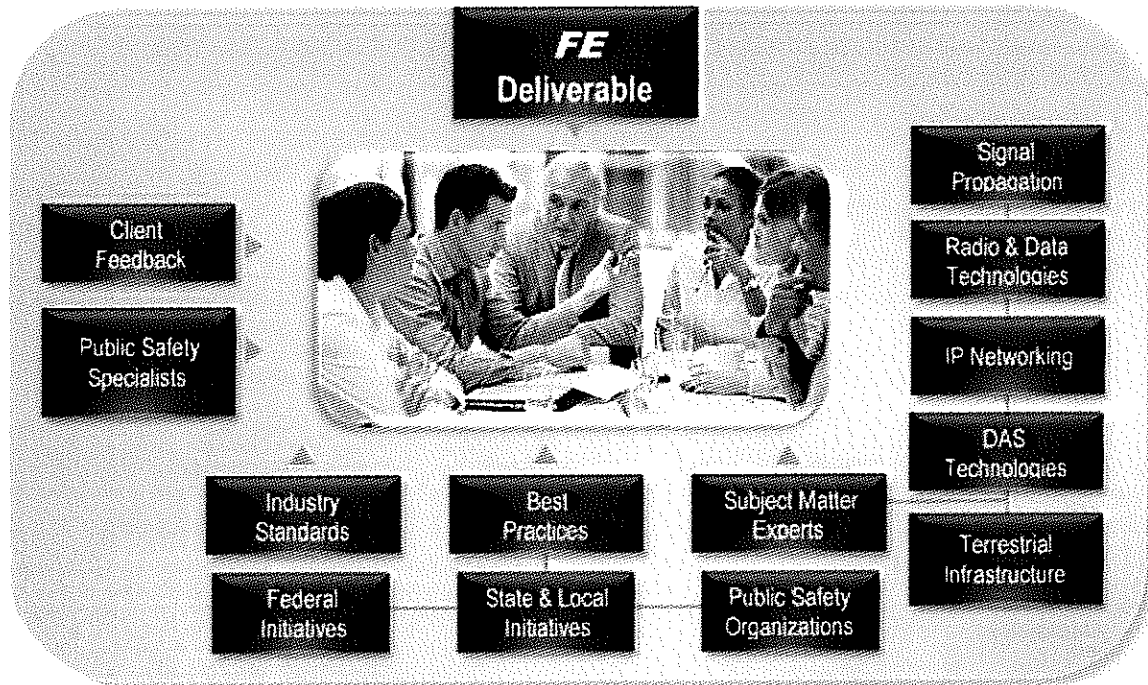 FE
Deliverable
Client
Feedback
Public Safety
Specialists
Signal
Propagation
Radio & Data
Technologies
IP Networking
DAS
Technologies
Terrestrial
Infrastructure
Industry
Standards
Best
Practices
Subject Matter
Experts
Federal
Initiatives
State & Local
Initiatives
Public Safety
Organizations